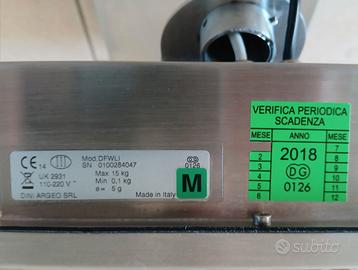 CE 14
Mod. DFWLI
SN 0100284047
0126
UK 2931
110-220 V~
Max 15 kg
Min 0,1 kg
e= 5 g
M
Dini ARGEO SRL
Made in Italy
VERIFICA PERIODICA
SCADENZA
MESE ANNO MESE
2018
DG
0126
2
3
4
5
6
7
8
9
10
11
12
subito